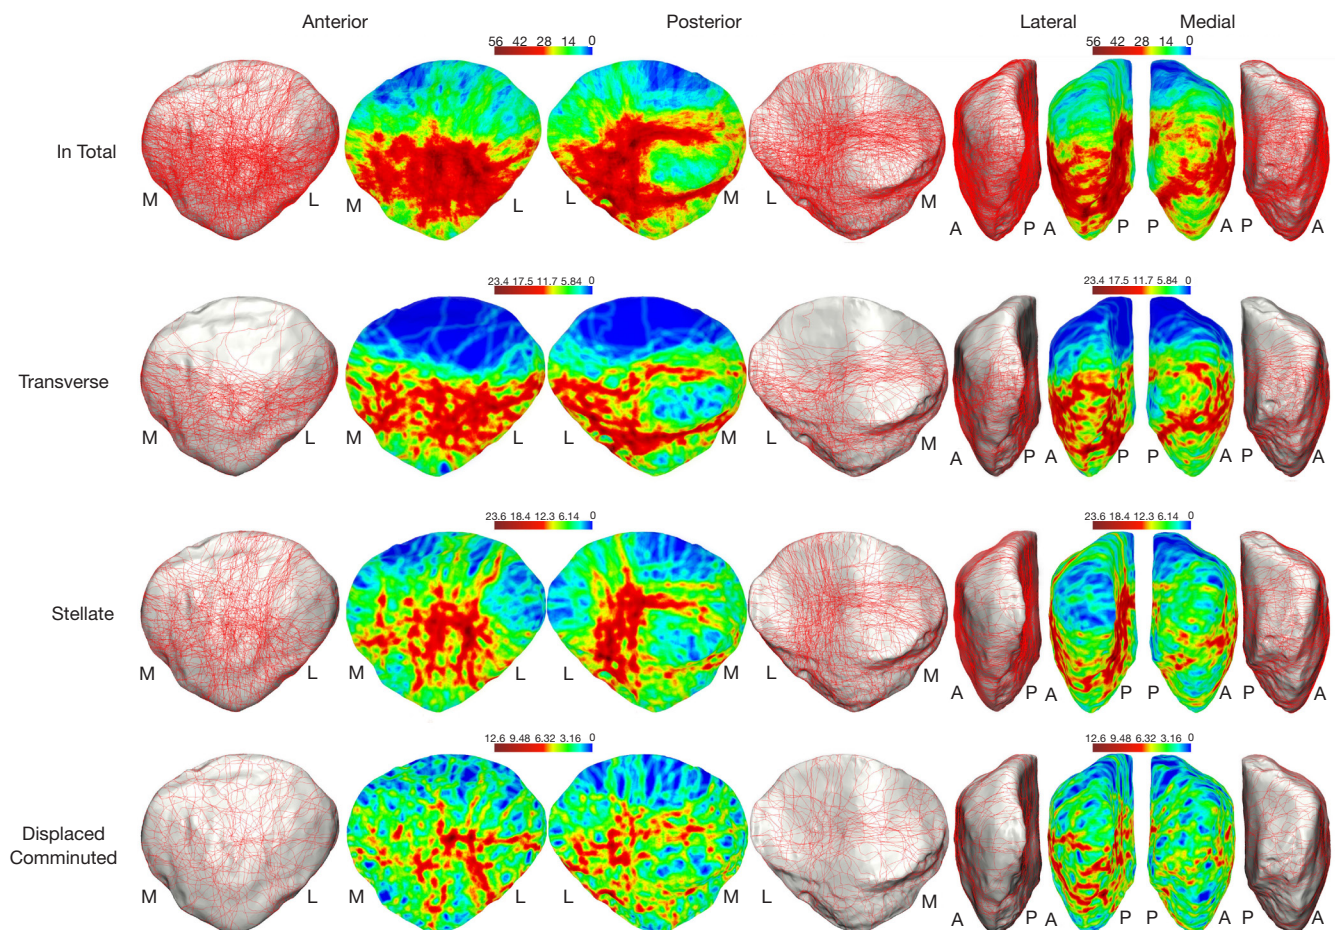 Anterior Posterior Lateral Medial
56 42 28 14 0 56 42 28 14 0
In Total
M L M L L M L M A P A P P A P A
23.4 17.5 11.7 5.84 0 23.4 17.5 11.7 5.84 0
Transverse
M L M L L M L M A P A P P A P A
23.6 18.4 12.3 6.14 0 23.6 18.4 12.3 6.14 0
Stellate
M L M L L M L M A P A P P A P A
12.6 9.48 6.32 3.16 0 12.6 9.48 6.32 3.16 0
Displaced
Comminuted
M L M L L M L M A P A P P A P A